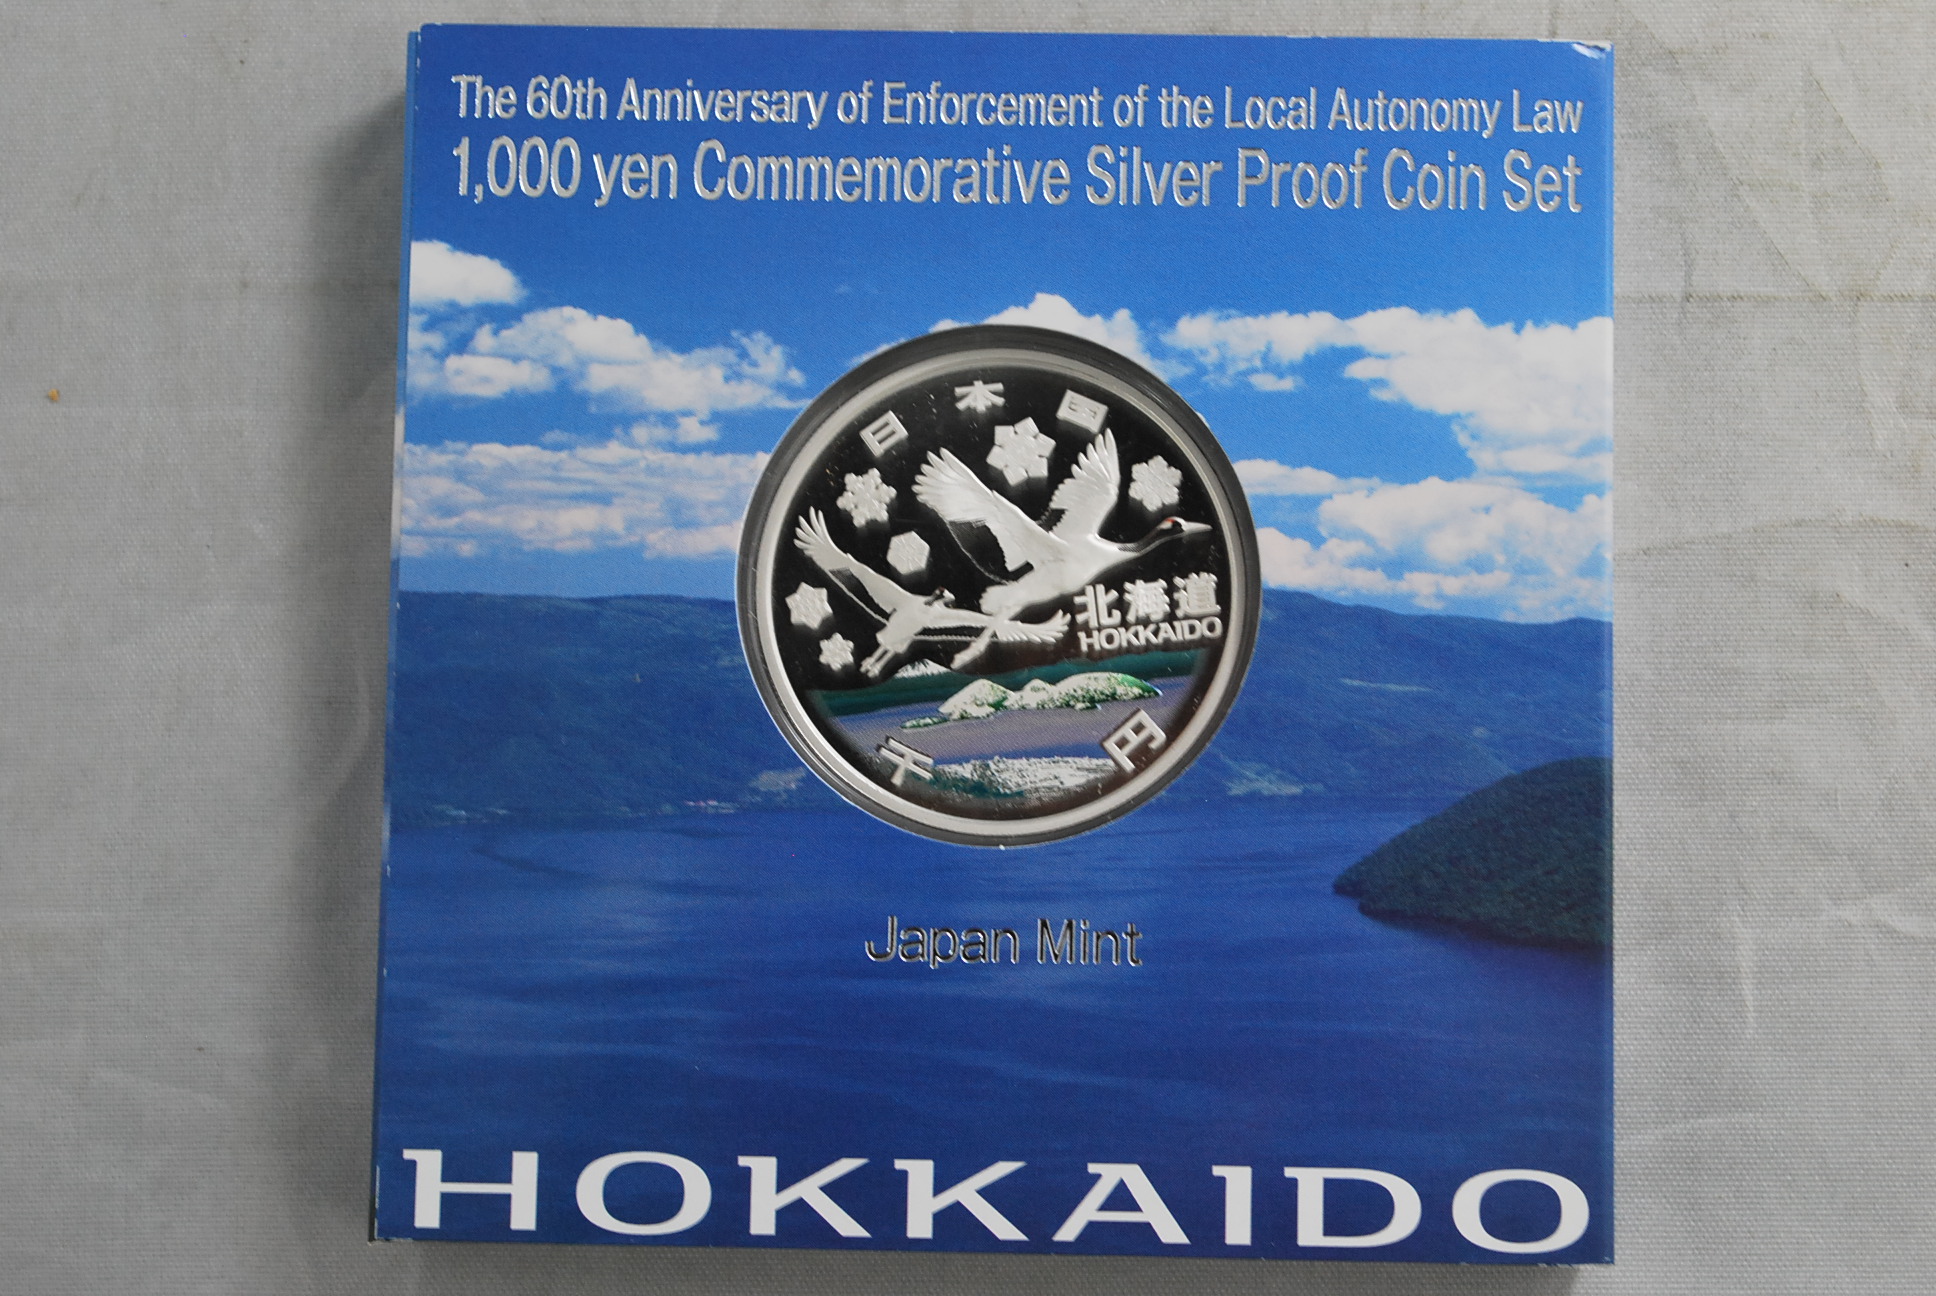 The 60th Anniversary of Enforcement of the Local Autonomy Law
1,000 yen Commemorative Silver Proof Coin Set
日本国
北海道
HOKKAIDO
千円
Japan Mint
HOKKAIDO